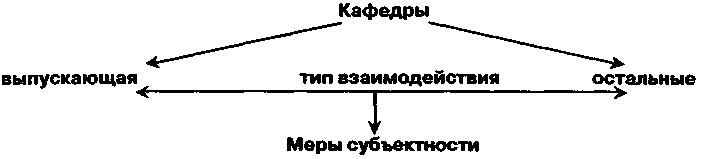 Кафедры
выпускающая тип взаимодействия остальные
Меры субъектности